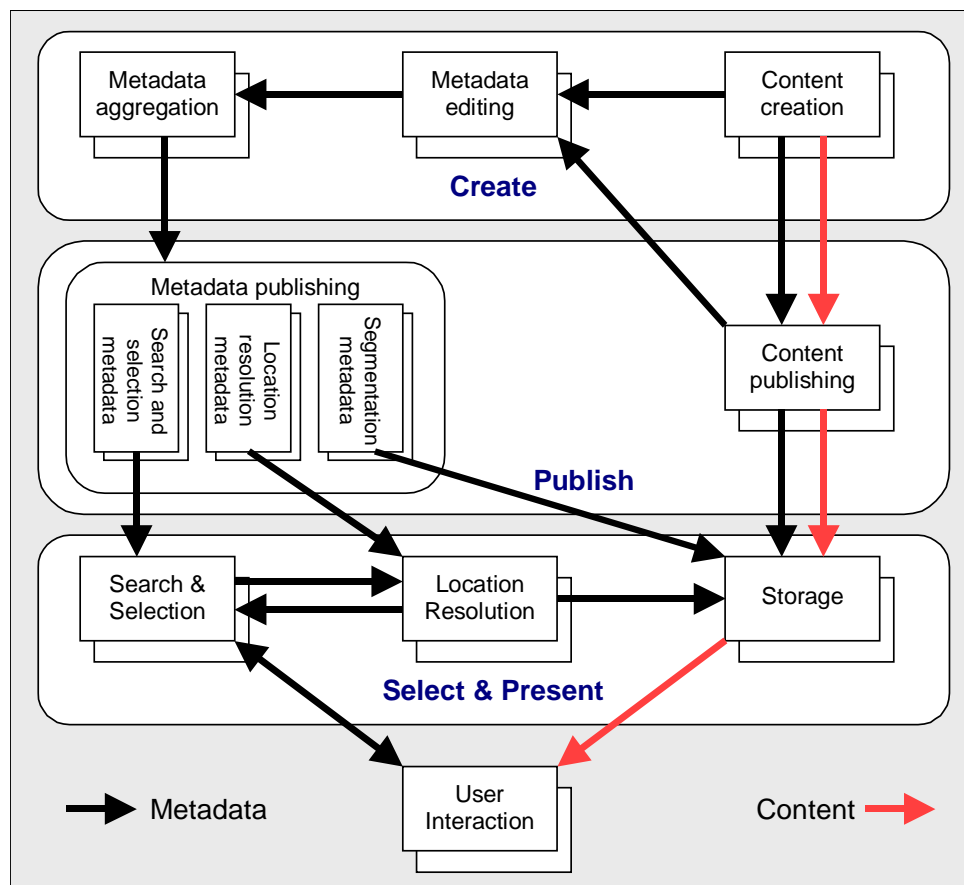 Metadata
aggregation
Metadata
editing
Content
creation
Create
Metadata publishing
Search and
selection
metadata
Location
resolution
metadata
Segmentation
metadata
Content
publishing
Publish
Search &
Selection
Location
Resolution
Storage
Select & Present
User
Interaction
Metadata
Content